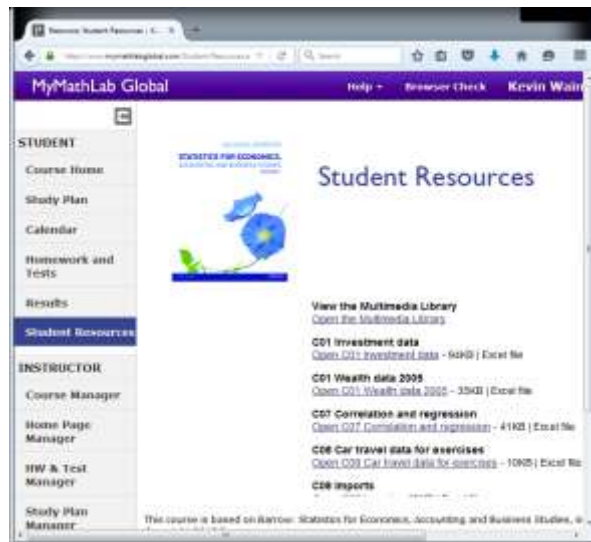 MyMathLab Global
Help
Browser Check
Kevin Wain
STUDENT
Course Home
Study Plan
Calendar
Homework and
Tests
Results
Student Resources
INSTRUCTOR
Course Manager
Home Page
Manager
HW & Test
Manager
Study Plan
Manager
STATISTICS FOR ECONOMICS,
Student Resources
View the Multimedia Library
Open the Multimedia Library
C01 Investment data
Open C01 Investment data - 94KB | Excel file
C01 Wealth data 2005
Open C01 Wealth data 2005 - 35KB | Excel file
C07 Correlation and regression
Open C07 Correlation and regression - 41KB | Excel file
C08 Car travel data for exercises
Open C08 Car travel data for exercises - 10KB | Excel file
C08 Imports
This course is based on Barrow: Statistics for Economics, Accounting and Business Studies,